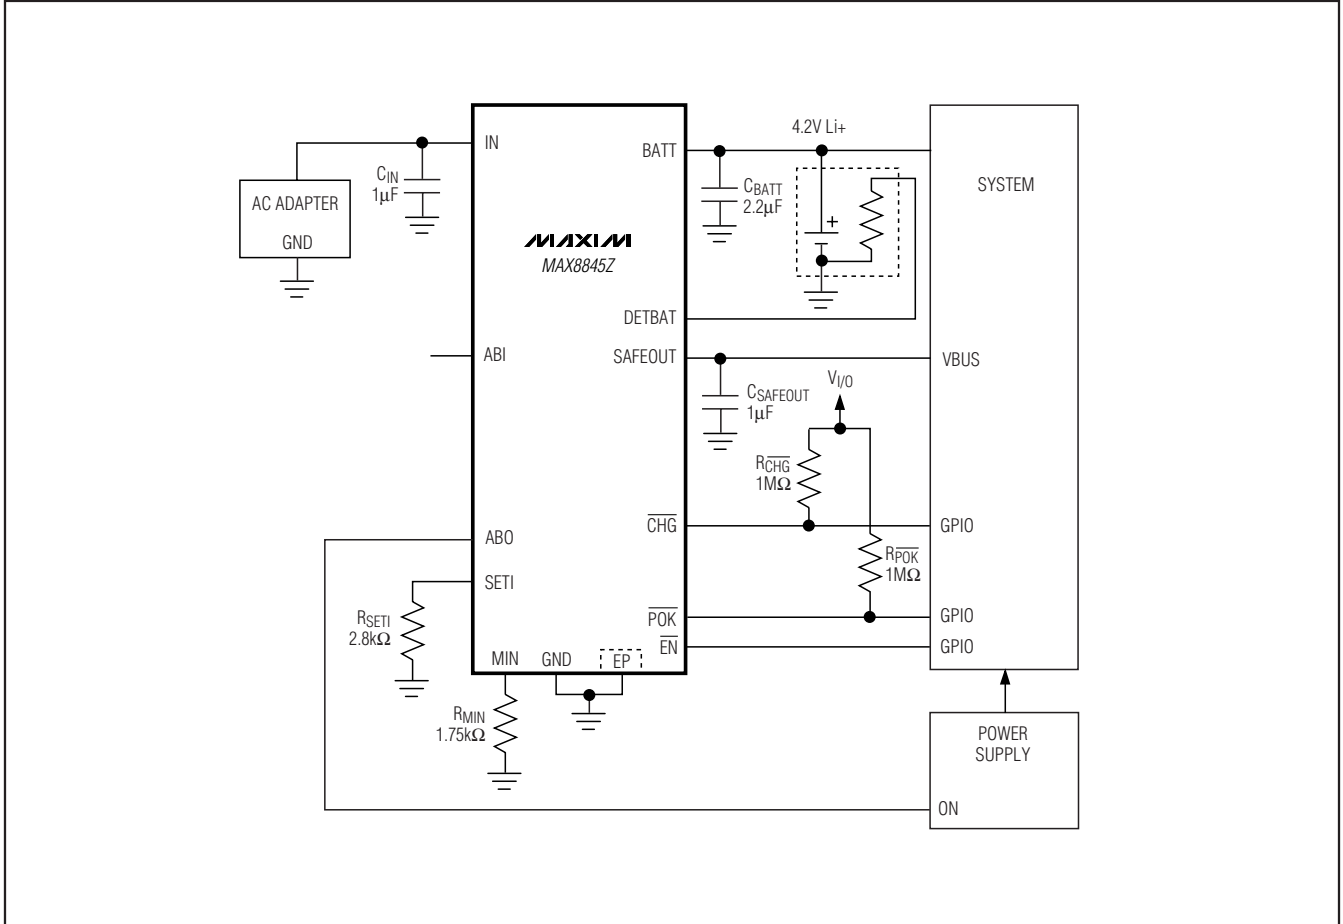 4.2V Li+
IN
BATT
CIN
1µF
CBATT
2.2µF
SYSTEM
AC ADAPTER
GND
+
MAXIM
MAX8845Z
DETBAT
ABI
SAFEOUT
VBUS
VI/O
CSAFEOUT
1µF
RCHG
1MΩ
CHG
GPIO
ABO
RPOK
1MΩ
SETI
RSETI
2.8kΩ
POK
GPIO
EN
GPIO
MIN
GND
EP
RMIN
1.75kΩ
POWER
SUPPLY
ON